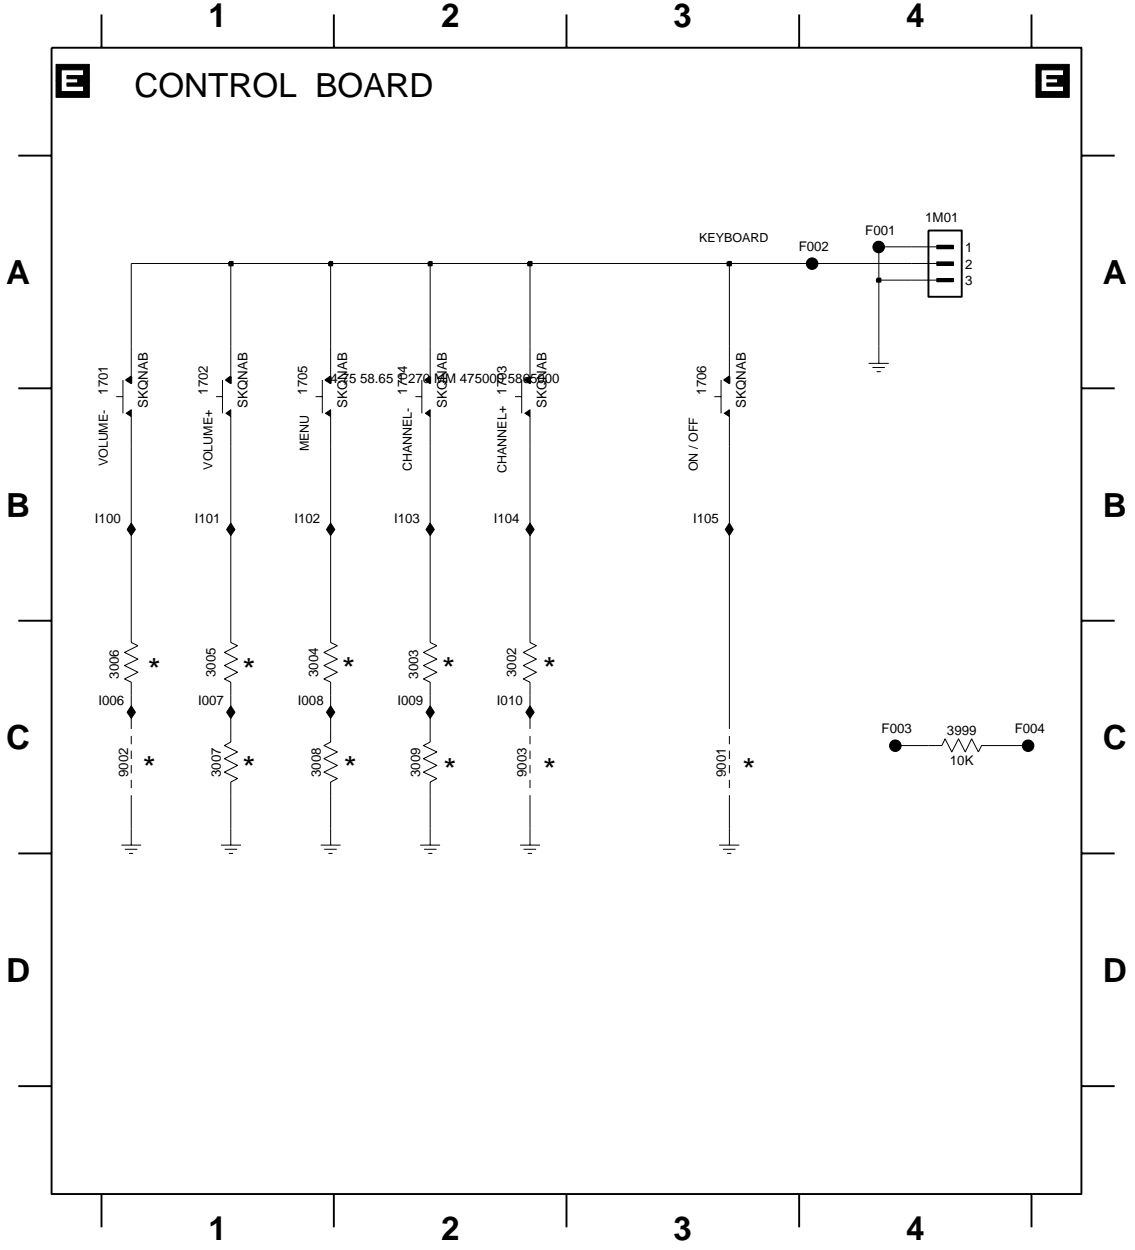 1 2 3 4
E CONTROL BOARD E
1M01
F001
KEYBOARD F002
1
2
3
A A
1701 SKQNAB
1702 SKQNAB
1705 SKQNAB
1704 SKQNAB
1703 SKQNAB
1706 SKQNAB
VOLUME-
VOLUME+
MENU
CHANNEL-
CHANNEL+
ON / OFF
B B
I100 I101 I102 I103 I104 I105
3006 * 3005 * 3004 * 3003 * 3002 *
I006 I007 I008 I009 I010
F003 3999 F004
10K
C C
9002 * 3007 * 3008 * 3009 * 9003 * 9001 *
D D
1 2 3 4